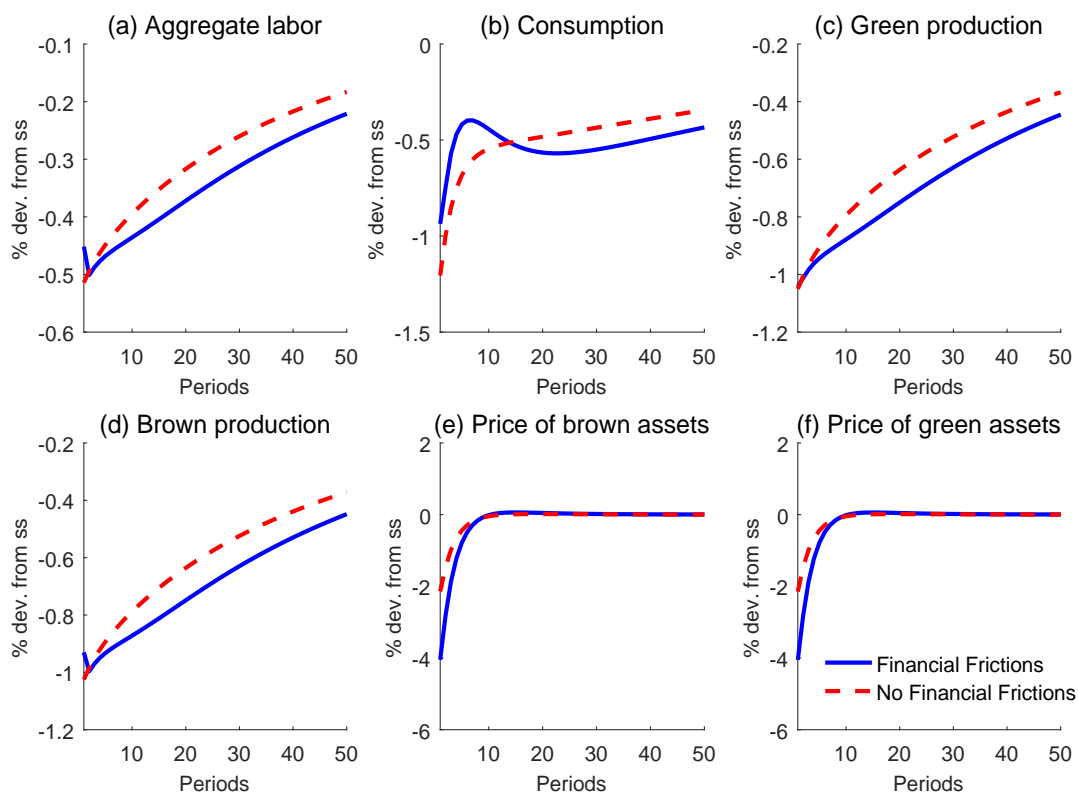 (a) Aggregate labor
-0.1
-0.2
-0.3
-0.4
-0.5
-0.6
% dev. from ss
10 20 30 40 50
Periods
(b) Consumption
0
-0.5
-1
-1.5
% dev. from ss
10 20 30 40 50
Periods
(c) Green production
-0.2
-0.4
-0.6
-0.8
-1
-1.2
% dev. from ss
10 20 30 40 50
Periods
(d) Brown production
-0.2
-0.4
-0.6
-0.8
-1
-1.2
% dev. from ss
10 20 30 40 50
Periods
(e) Price of brown assets
2
0
-2
-4
-6
% dev. from ss
10 20 30 40 50
Periods
(f) Price of green assets
2
0
-2
-4
-6
% dev. from ss
10 20 30 40 50
Periods
Financial Frictions
No Financial Frictions